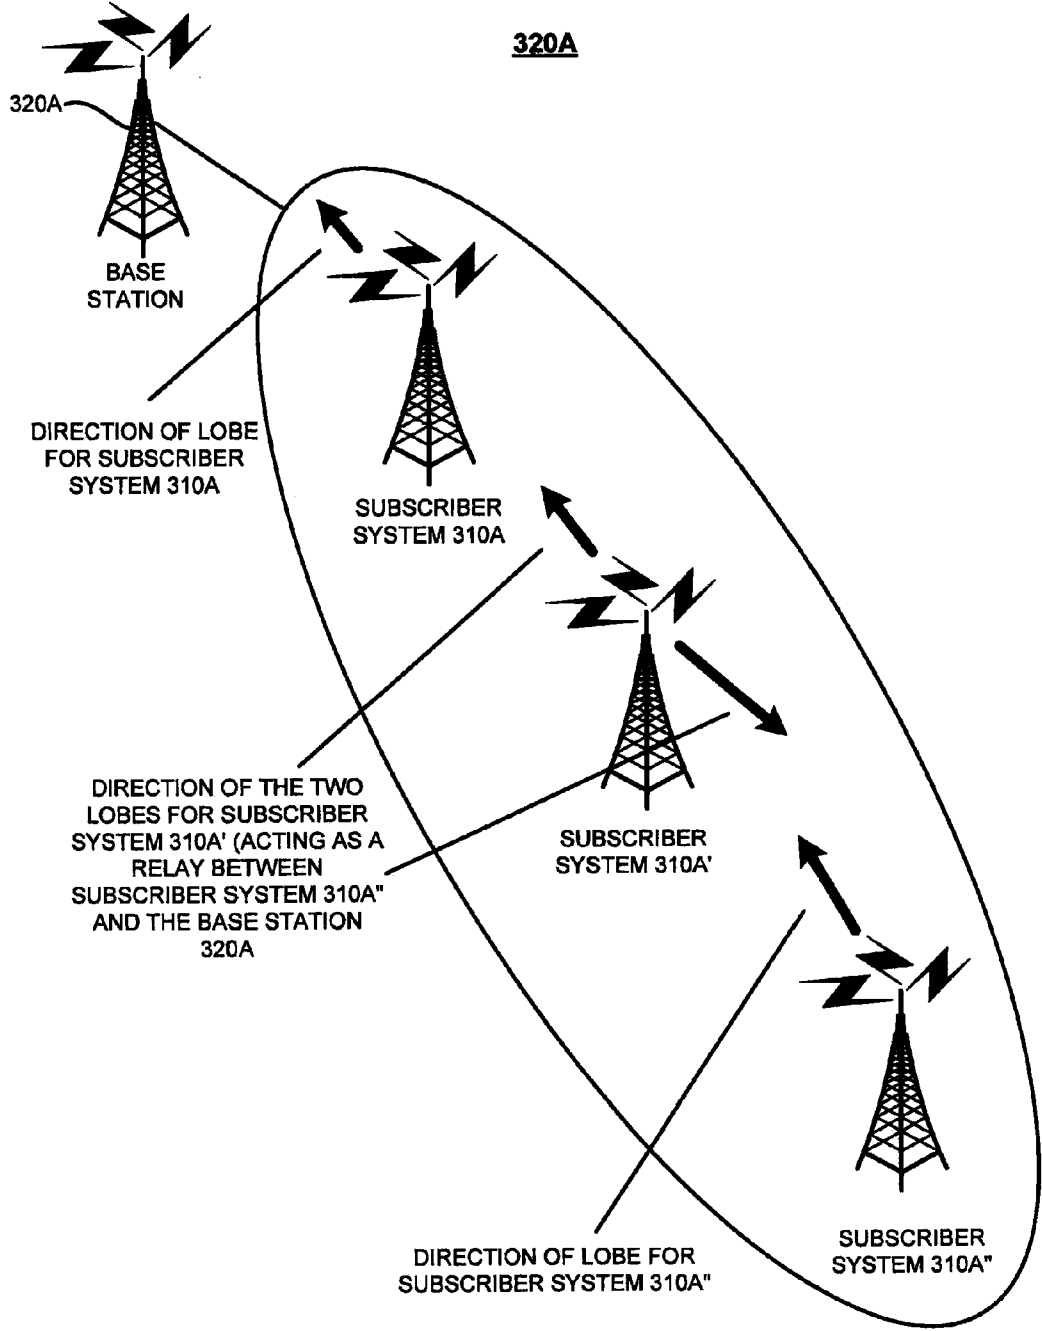 320A
320A
BASE
STATION
DIRECTION OF LOBE
FOR SUBSCRIBER
SYSTEM 310A
SUBSCRIBER
SYSTEM 310A
DIRECTION OF THE TWO
LOBES FOR SUBSCRIBER
SYSTEM 310A' (ACTING AS A
RELAY BETWEEN
SUBSCRIBER SYSTEM 310A"
AND THE BASE STATION
320A
SUBSCRIBER
SYSTEM 310A'
DIRECTION OF LOBE FOR
SUBSCRIBER SYSTEM 310A"
SUBSCRIBER
SYSTEM 310A"